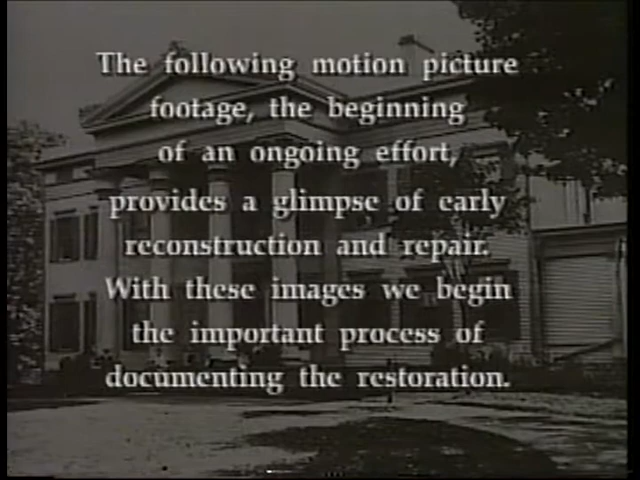 The following motion picture
footage, the beginning
of an ongoing effort,
provides a glimpse of early
reconstruction and repair.
With these images we begin
the important process of
documenting the restoration.